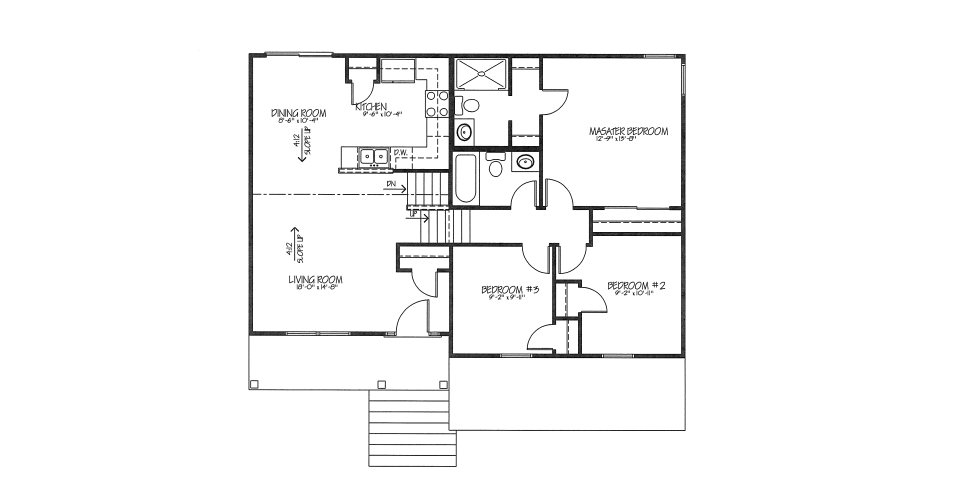 DINING ROOM
8'-6" x 10'-4"
KITCHEN
9'-6" x 10'-4"
MASATER BEDROOM
12'-9" x 13'-8"
4:12
SLOPE UP
D.W.
DN
UP
4:12
SLOPE UP
LIVING ROOM
18'-0" x 14'-8"
BEDROOM #3
9'-2" x 9'-11"
BEDROOM #2
9'-2" x 10'-11"